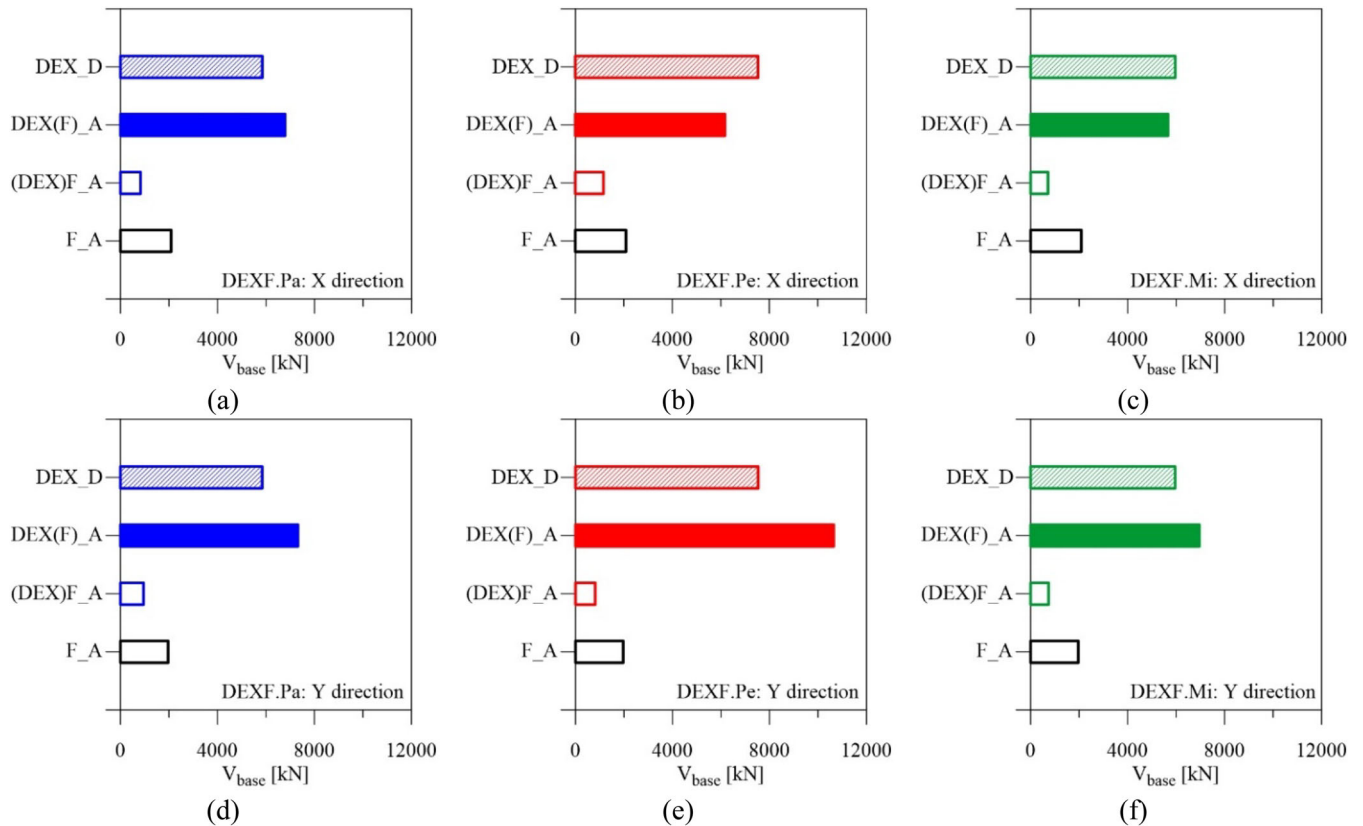 DEX_D
DEX(F)_A
(DEX)F_A
F_A
DEXF.Pa: X direction
0 4000 8000 12000
V_base [kN]
(a)
DEX_D
DEX(F)_A
(DEX)F_A
F_A
DEXF.Pe: X direction
0 4000 8000 12000
V_base [kN]
(b)
DEX_D
DEX(F)_A
(DEX)F_A
F_A
DEXF.Mi: X direction
0 4000 8000 12000
V_base [kN]
(c)
DEX_D
DEX(F)_A
(DEX)F_A
F_A
DEXF.Pa: Y direction
0 4000 8000 12000
V_base [kN]
(d)
DEX_D
DEX(F)_A
(DEX)F_A
F_A
DEXF.Pe: Y direction
0 4000 8000 12000
V_base [kN]
(e)
DEX_D
DEX(F)_A
(DEX)F_A
F_A
DEXF.Mi: Y direction
0 4000 8000 12000
V_base [kN]
(f)